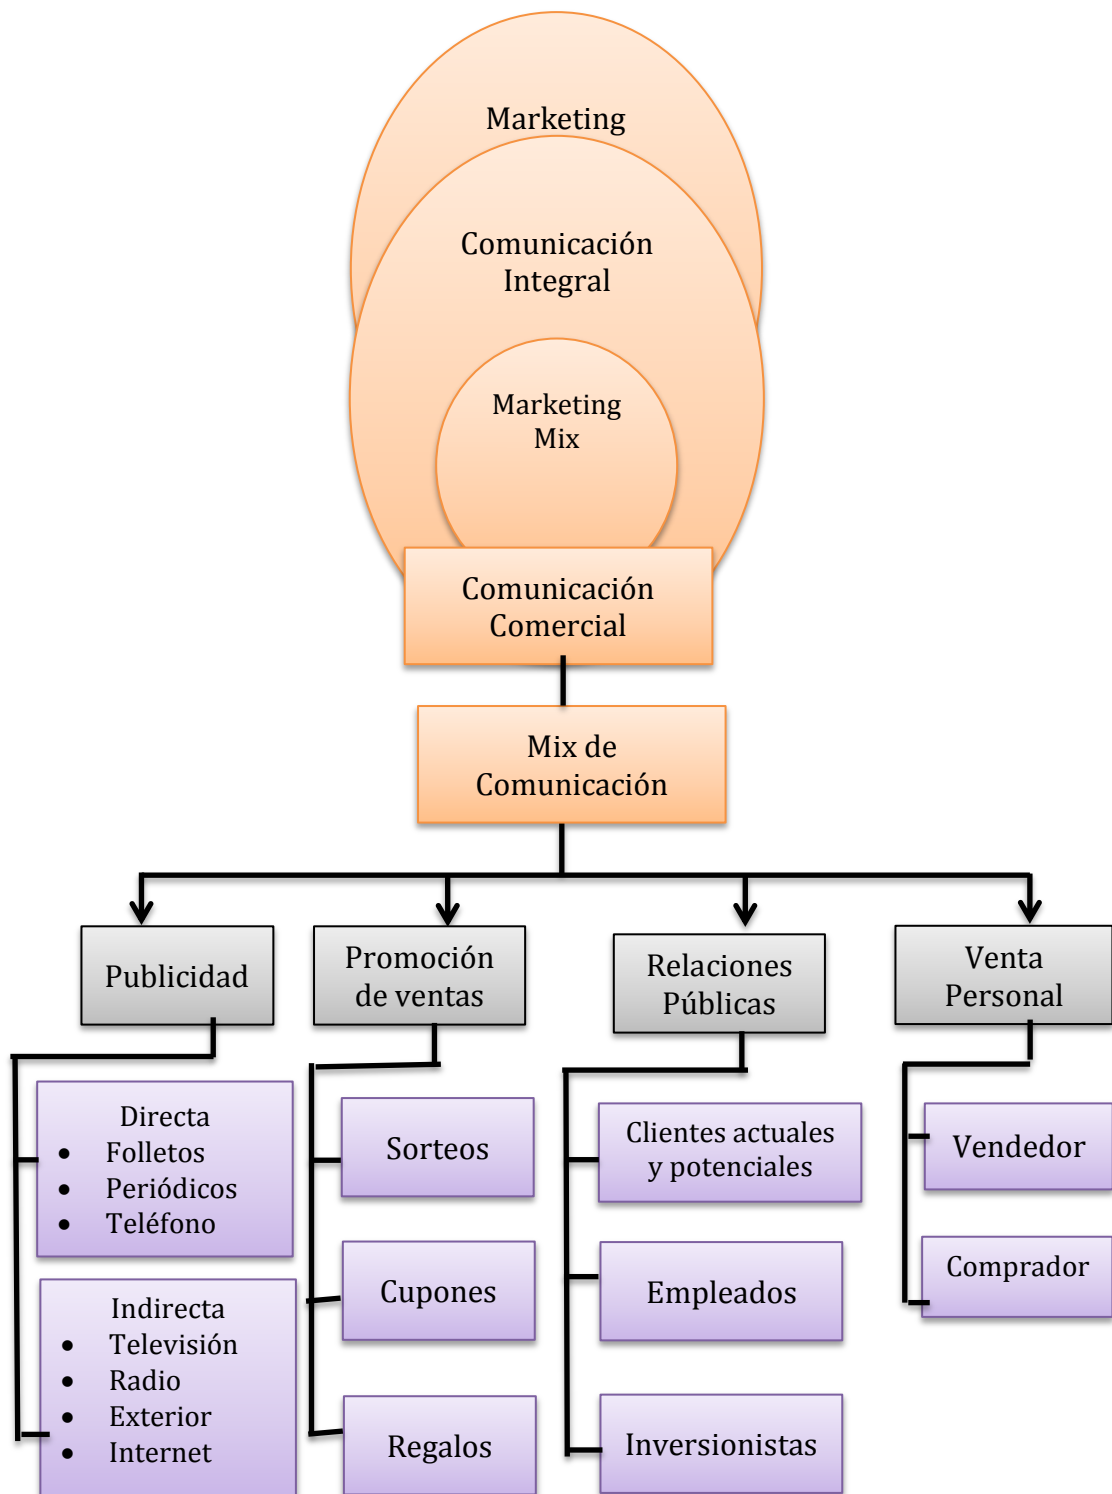 Marketing
Comunicación
Integral
Marketing
Mix
Comunicación
Comercial
Mix de
Comunicación
Publicidad
Promoción
de ventas
Relaciones
Públicas
Venta
Personal
Directa
• Folletos
• Periódicos
• Teléfono
Indirecta
• Televisión
• Radio
• Exterior
• Internet
Sorteos
Cupones
Regalos
Clientes actuales
y potenciales
Empleados
Inversionistas
Vendedor
Comprador